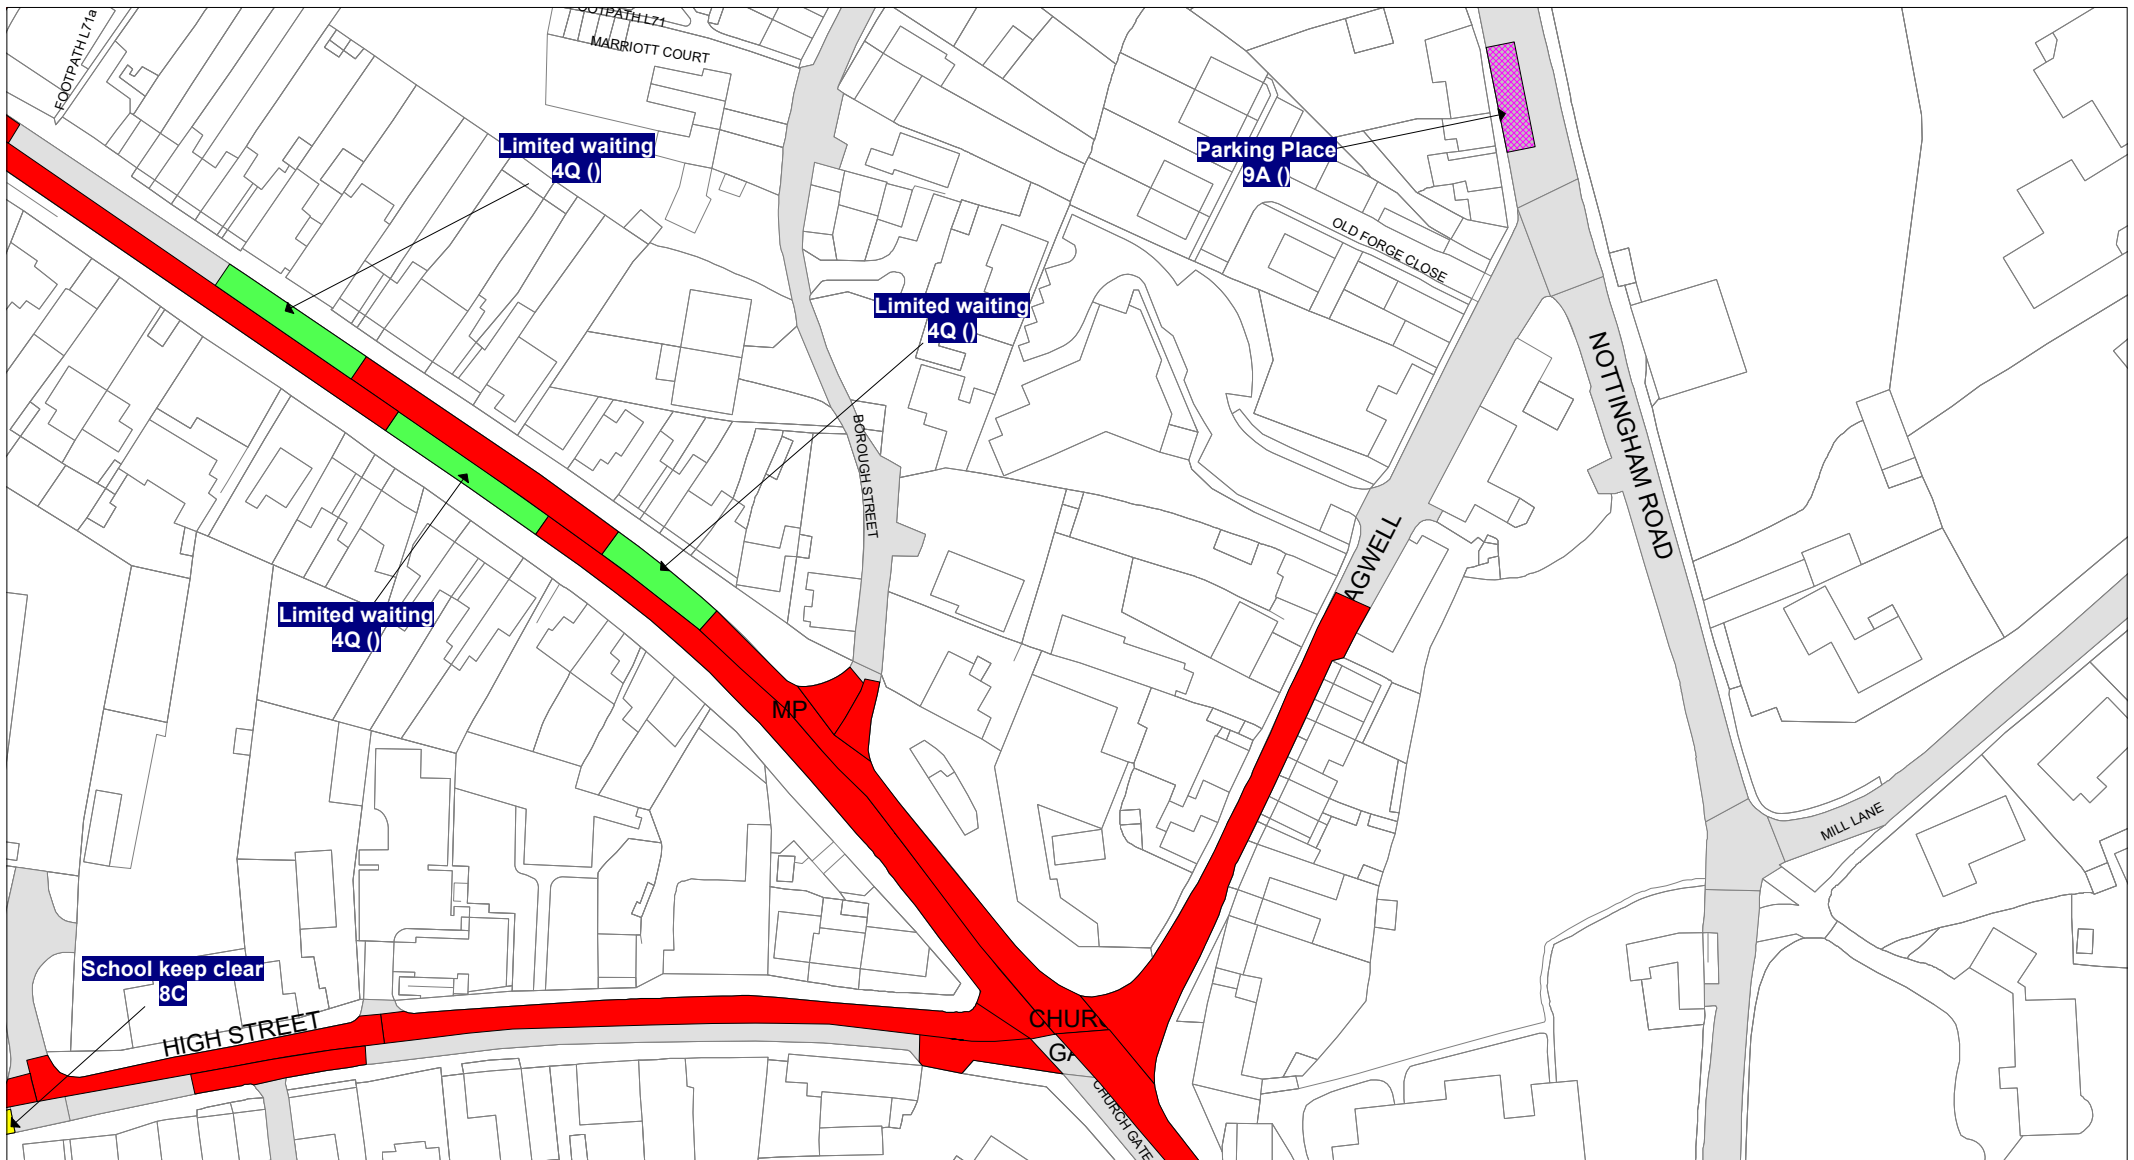 FOOTPATH L71
MARRIOTT COURT
FOOTPATH L71a
Limited waiting
4Q ()
Parking Place
9A ()
OLD FORGE CLOSE
Limited waiting
4Q ()
NOTTINGHAM ROAD
BOROUGH STREET
AGWELL
Limited waiting
4Q ()
MP
MILL LANE
School keep clear
8C
HIGH STREET
CHUR
GA
CHURCH GATE